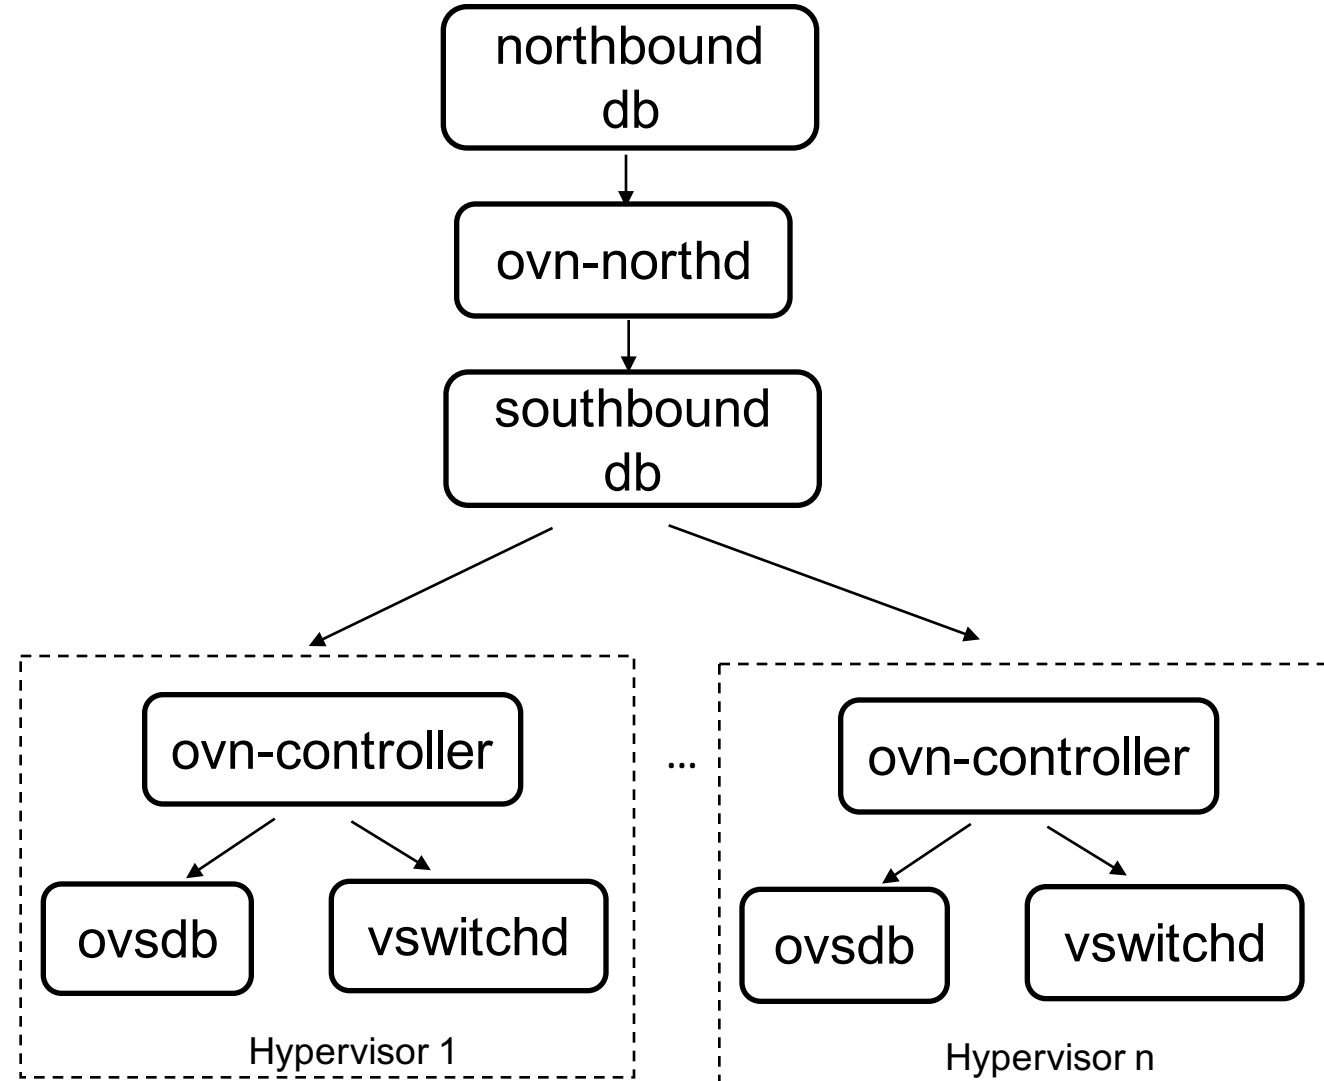 northbound
db
ovn-northd
southbound
db
ovn-controller
...
ovn-controller
ovsdb
vswitchd
ovsdb
vswitchd
Hypervisor 1
Hypervisor n